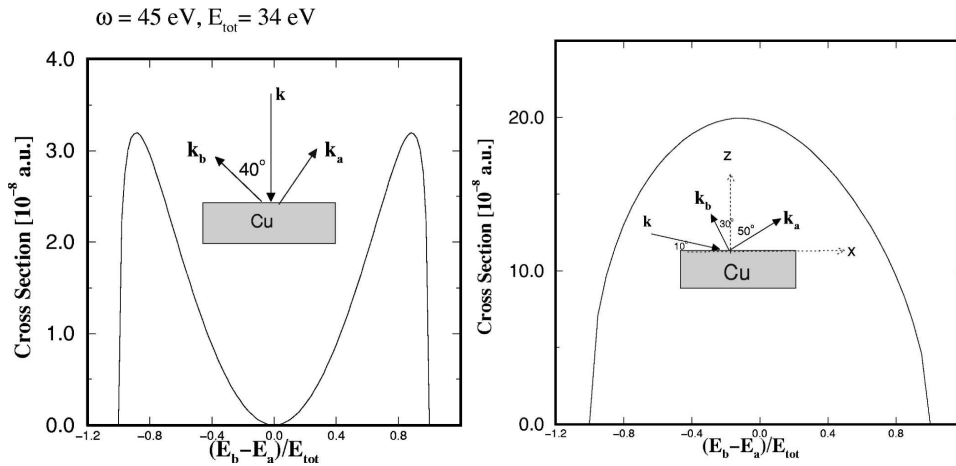 ω = 45 eV, E_tot = 34 eV
Cross Section [10⁻⁸ a.u.]
4.0
3.0
2.0
1.0
0.0
k
k_b
40°
k_a
Cu
-1.2
-0.8
-0.4
0.0
0.4
0.8
(E_b−E_a)/E_tot
Cross Section [10⁻⁸ a.u.]
20.0
10.0
0.0
z
k_b
k
30°
50°
k_a
10°
x
Cu
-1.2
-0.8
-0.4
0.0
0.4
0.8
(E_b−E_a)/E_tot